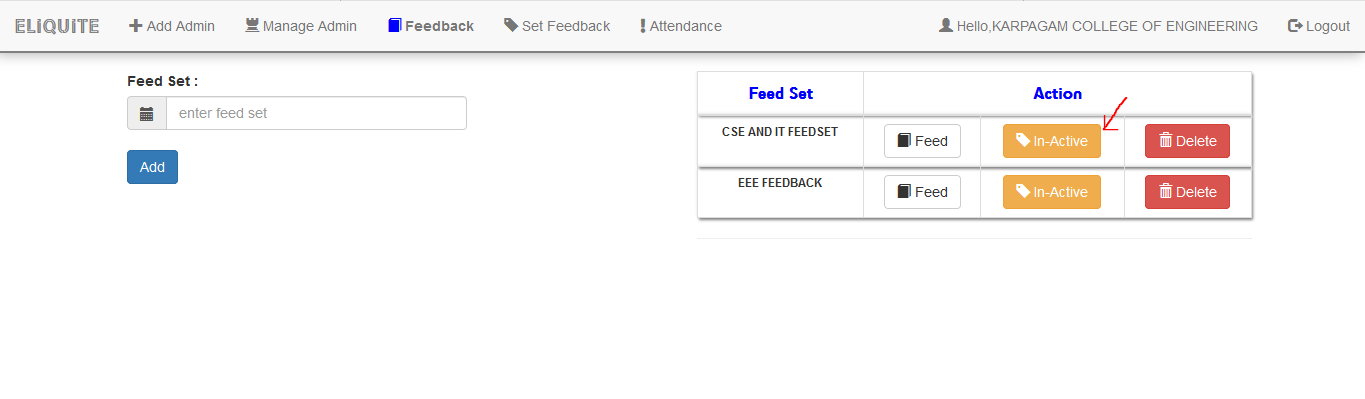 ELiQUiTE Add Admin Manage Admin Feedback Set Feedback Attendance Hello,KARPAGAM COLLEGE OF ENGINEERING Logout
Feed Set :
enter feed set
Add
Feed Set Action
CSE AND IT FEEDSET Feed In-Active Delete
EEE FEEDBACK Feed In-Active Delete